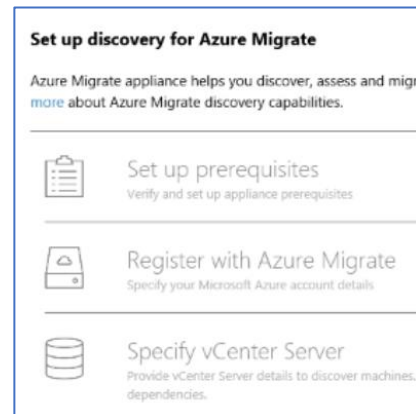 Set up discovery for Azure Migrate
Azure Migrate appliance helps you discover, assess and migr
more about Azure Migrate discovery capabilities.
Set up prerequisites
Verify and set up appliance prerequisites
Register with Azure Migrate
Specify your Microsoft Azure account details
Specify vCenter Server
Provide vCenter Server details to discover machines.
dependencies.